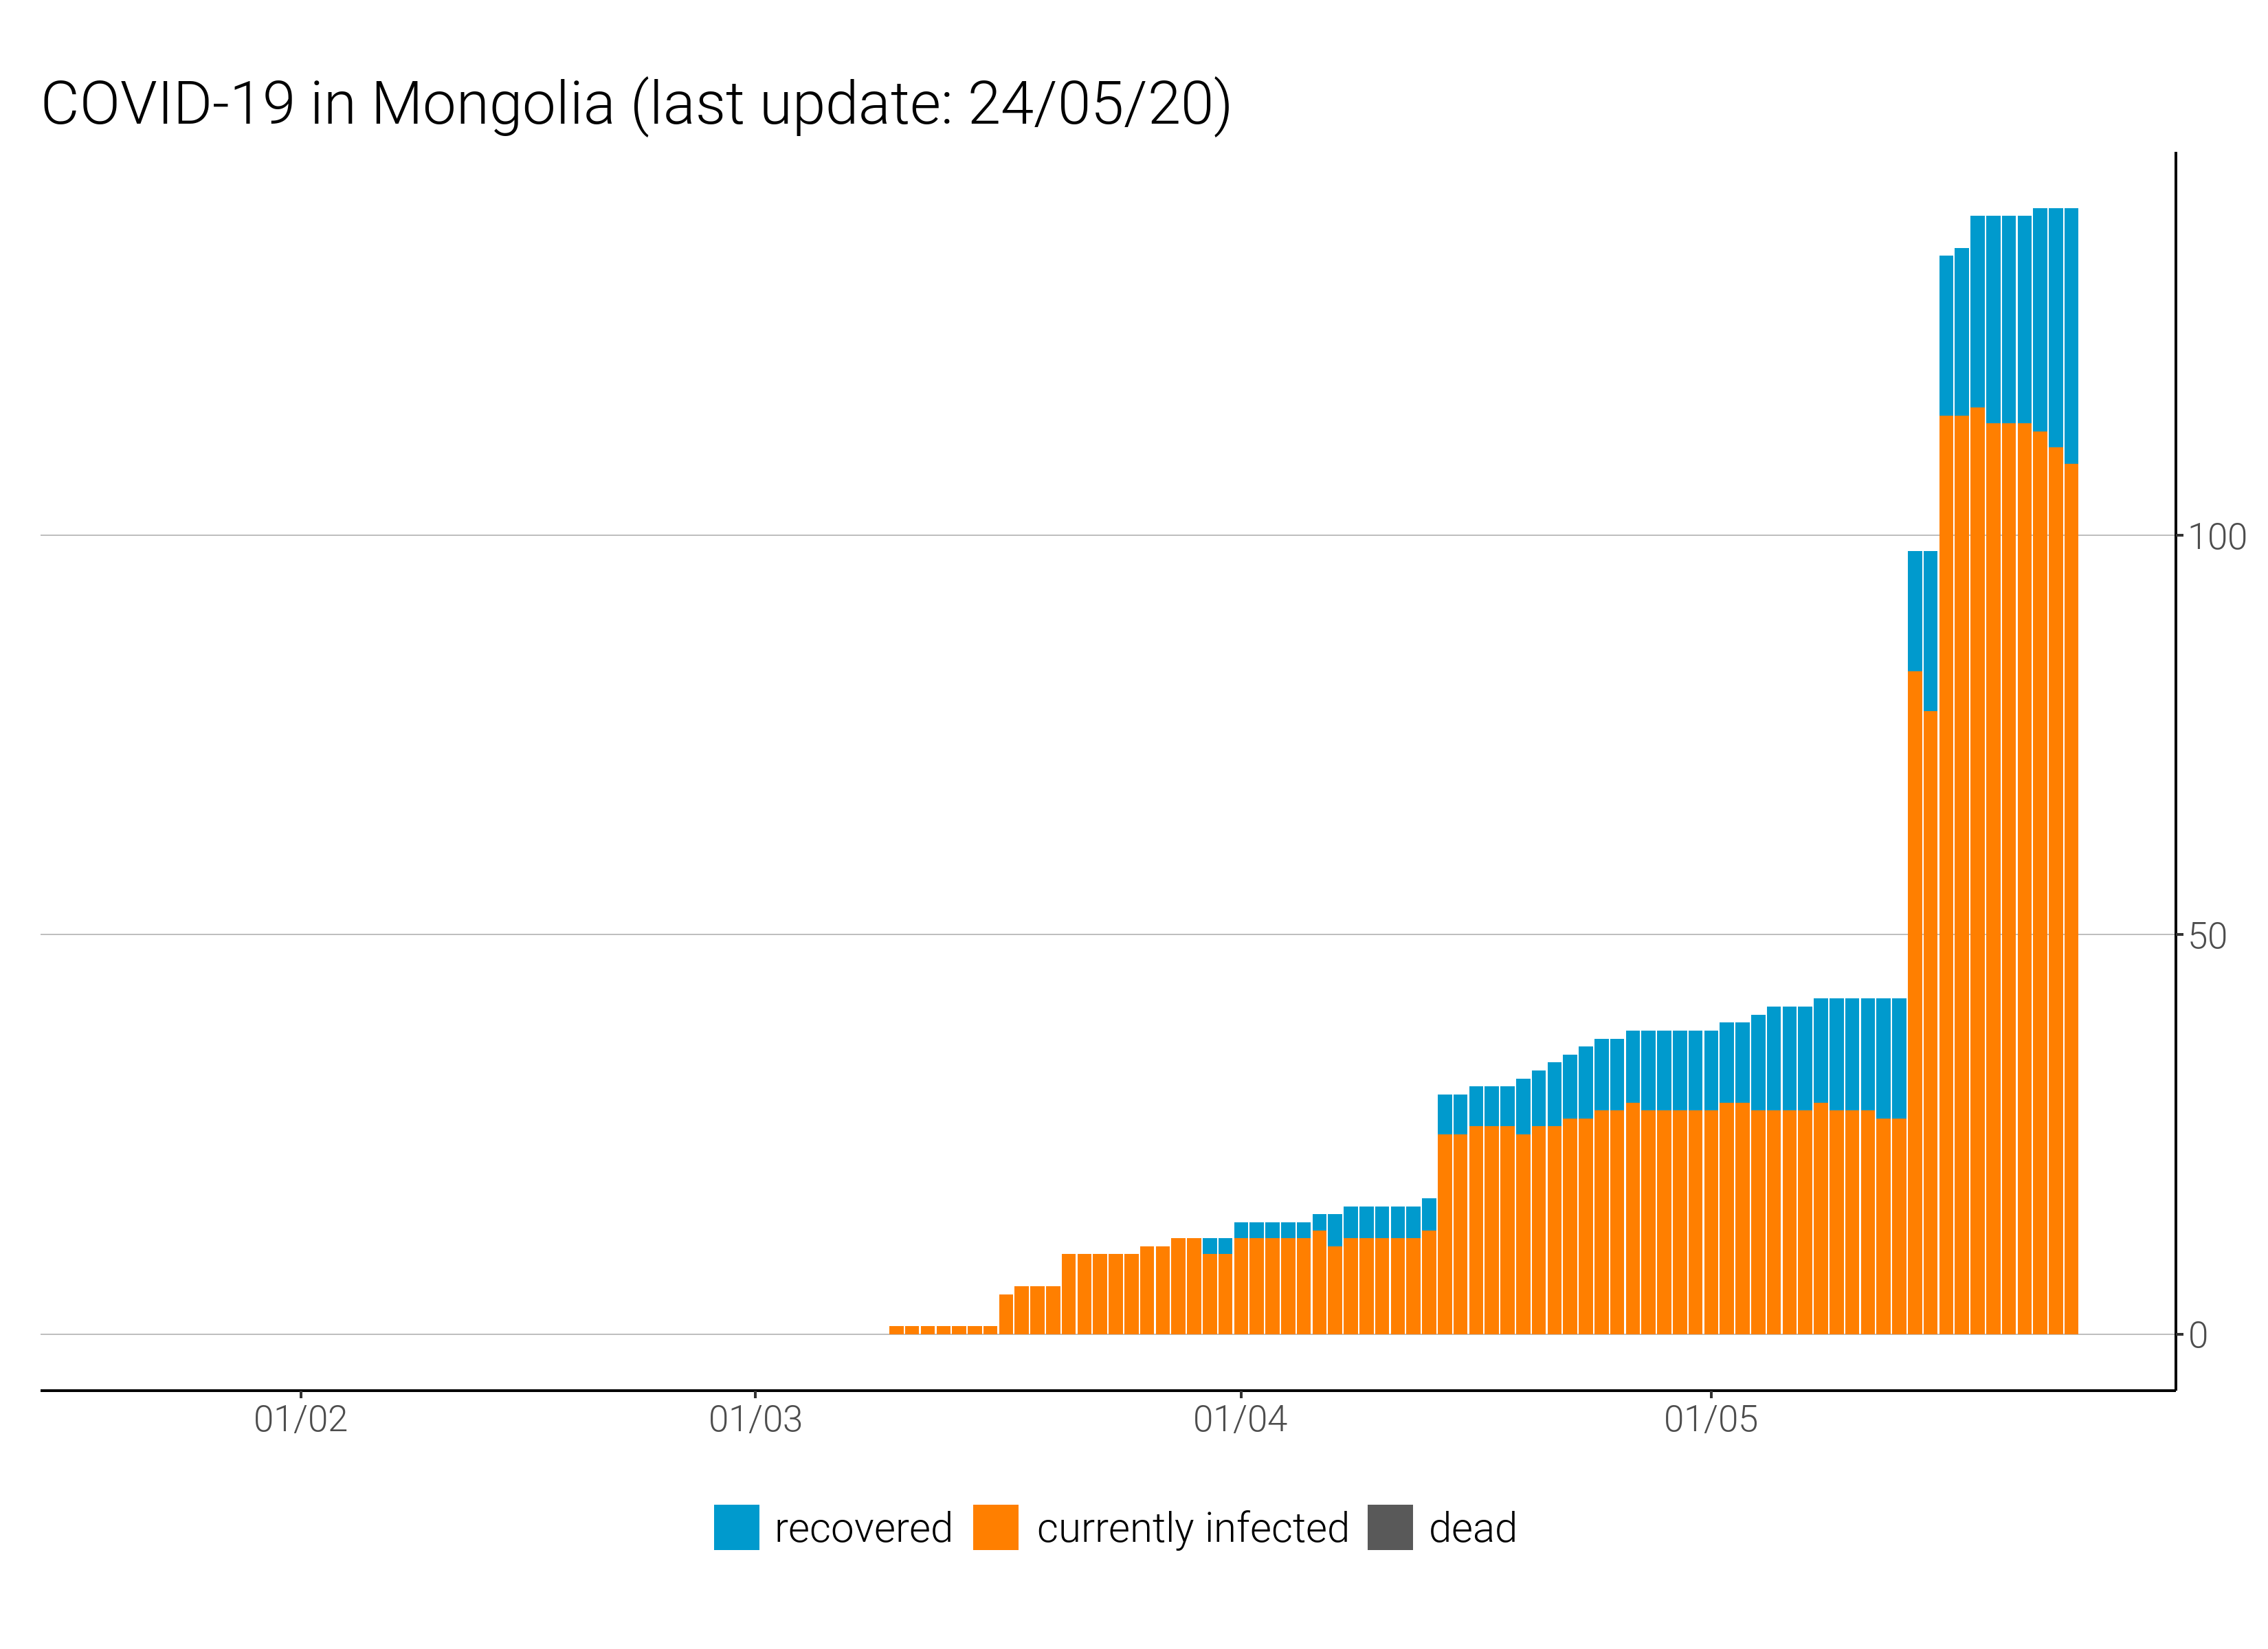 COVID-19 in Mongolia (last update: 24/05/20)
100
50
0
01/02 01/03 01/04 01/05
recovered currently infected dead